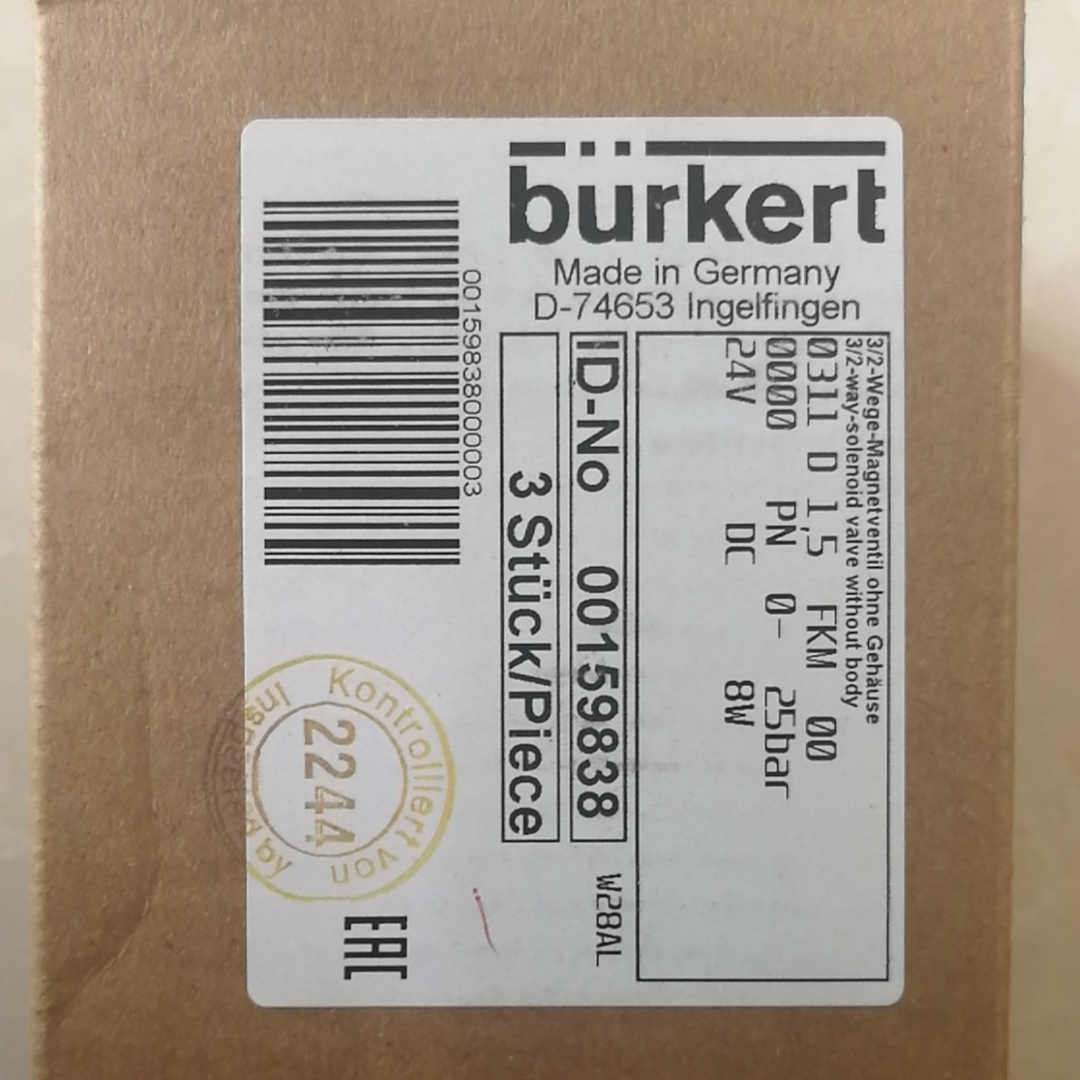 bürkert
Made in Germany
D-74653 Ingelfingen
3/2-Wege-Magnetventil ohne Gehäuse
3/2-way-solenoid valve without body
0311 D 1,5 FKM 00
0000 PN 0- 25bar
24V DC 8W
ID-No 00159838
W28AL
3 Stück/Piece
00159838000003
Kontrolliert von
2244
by
EAC